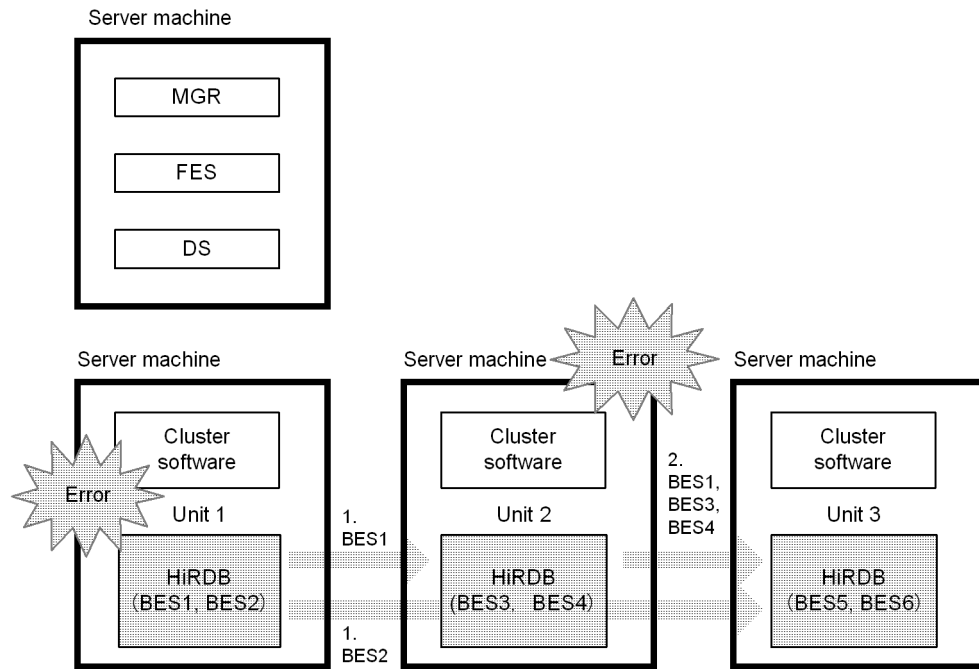 Server machine
MGR
FES
DS
Server machine
Server machine
Error
Server machine
Cluster
software
Cluster
software
Cluster
software
Error
Unit 1
1.
BES1
Unit 2
2.
BES1,
BES3,
BES4
Unit 3
HiRDB
(BES1, BES2)
HiRDB
(BES3, BES4)
HiRDB
(BES5, BES6)
1.
BES2